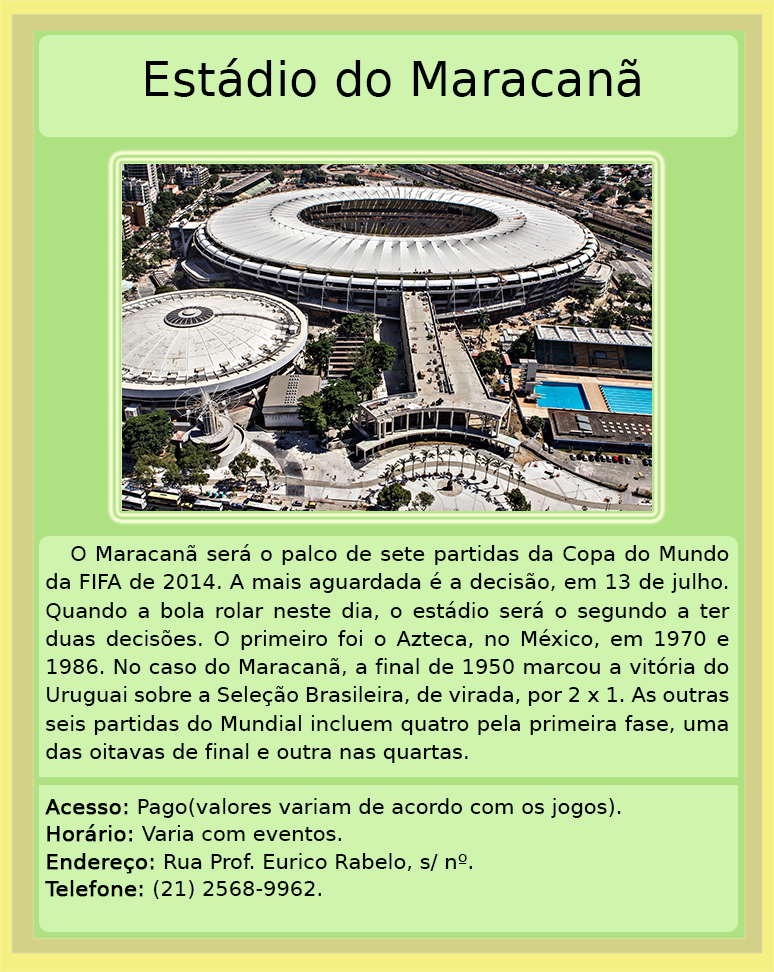 Estádio do Maracanã
O Maracanã será o palco de sete partidas da Copa do Mundo
da FIFA de 2014. A mais aguardada é a decisão, em 13 de julho.
Quando a bola rolar neste dia, o estádio será o segundo a ter
duas decisões. O primeiro foi o Azteca, no México, em 1970 e
1986. No caso do Maracanã, a final de 1950 marcou a vitória do
Uruguai sobre a Seleção Brasileira, de virada, por 2 x 1. As outras
seis partidas do Mundial incluem quatro pela primeira fase, uma
das oitavas de final e outra nas quartas.
Acesso: Pago(valores variam de acordo com os jogos).
Horário: Varia com eventos.
Endereço: Rua Prof. Eurico Rabelo, s/ nº.
Telefone: (21) 2568-9962.